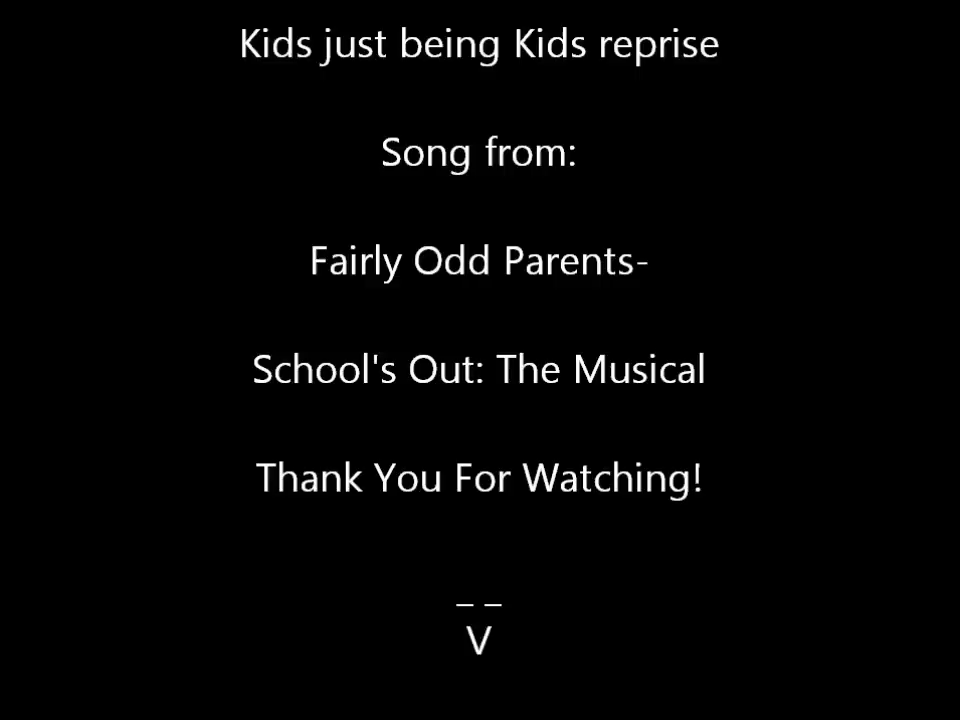 Kids just being Kids reprise
Song from:
Fairly Odd Parents-
School's Out: The Musical
Thank You For Watching!
_ _
V